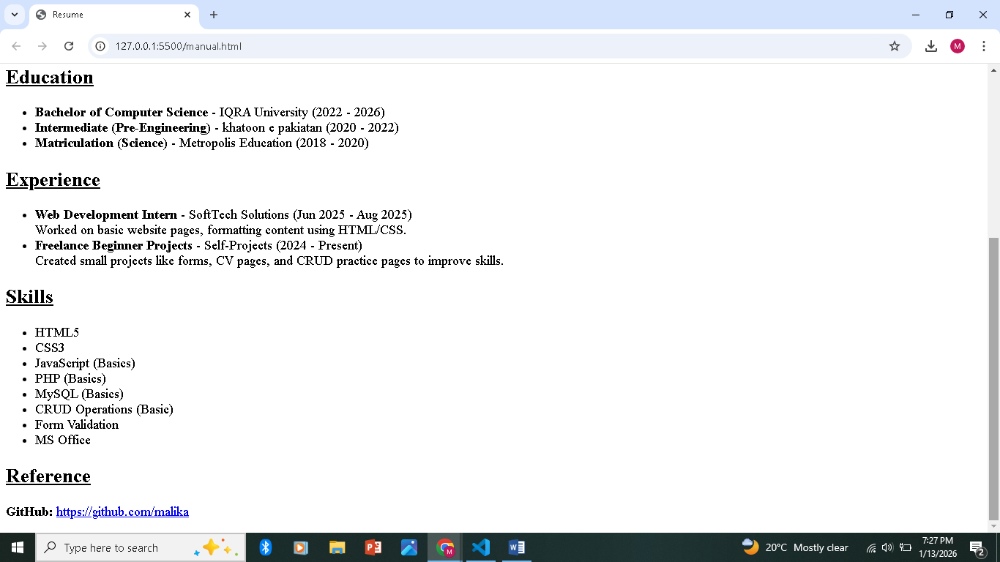 Resume
127.0.0.1:5500/manual.html
M
Education
Bachelor of Computer Science - IQRA University (2022 - 2026)
Intermediate (Pre-Engineering) - khatoon e pakiatan (2020 - 2022)
Matriculation (Science) - Metropolis Education (2018 - 2020)
Experience
Web Development Intern - SoftTech Solutions (Jun 2025 - Aug 2025)
Worked on basic website pages, formatting content using HTML/CSS.
Freelance Beginner Projects - Self-Projects (2024 - Present)
Created small projects like forms, CV pages, and CRUD practice pages to improve skills.
Skills
HTML5
CSS3
JavaScript (Basics)
PHP (Basics)
MySQL (Basics)
CRUD Operations (Basic)
Form Validation
MS Office
Reference
GitHub: https://github.com/malika
Type here to search
P
M
W
20°C Mostly clear
7:27 PM
1/13/2026
2